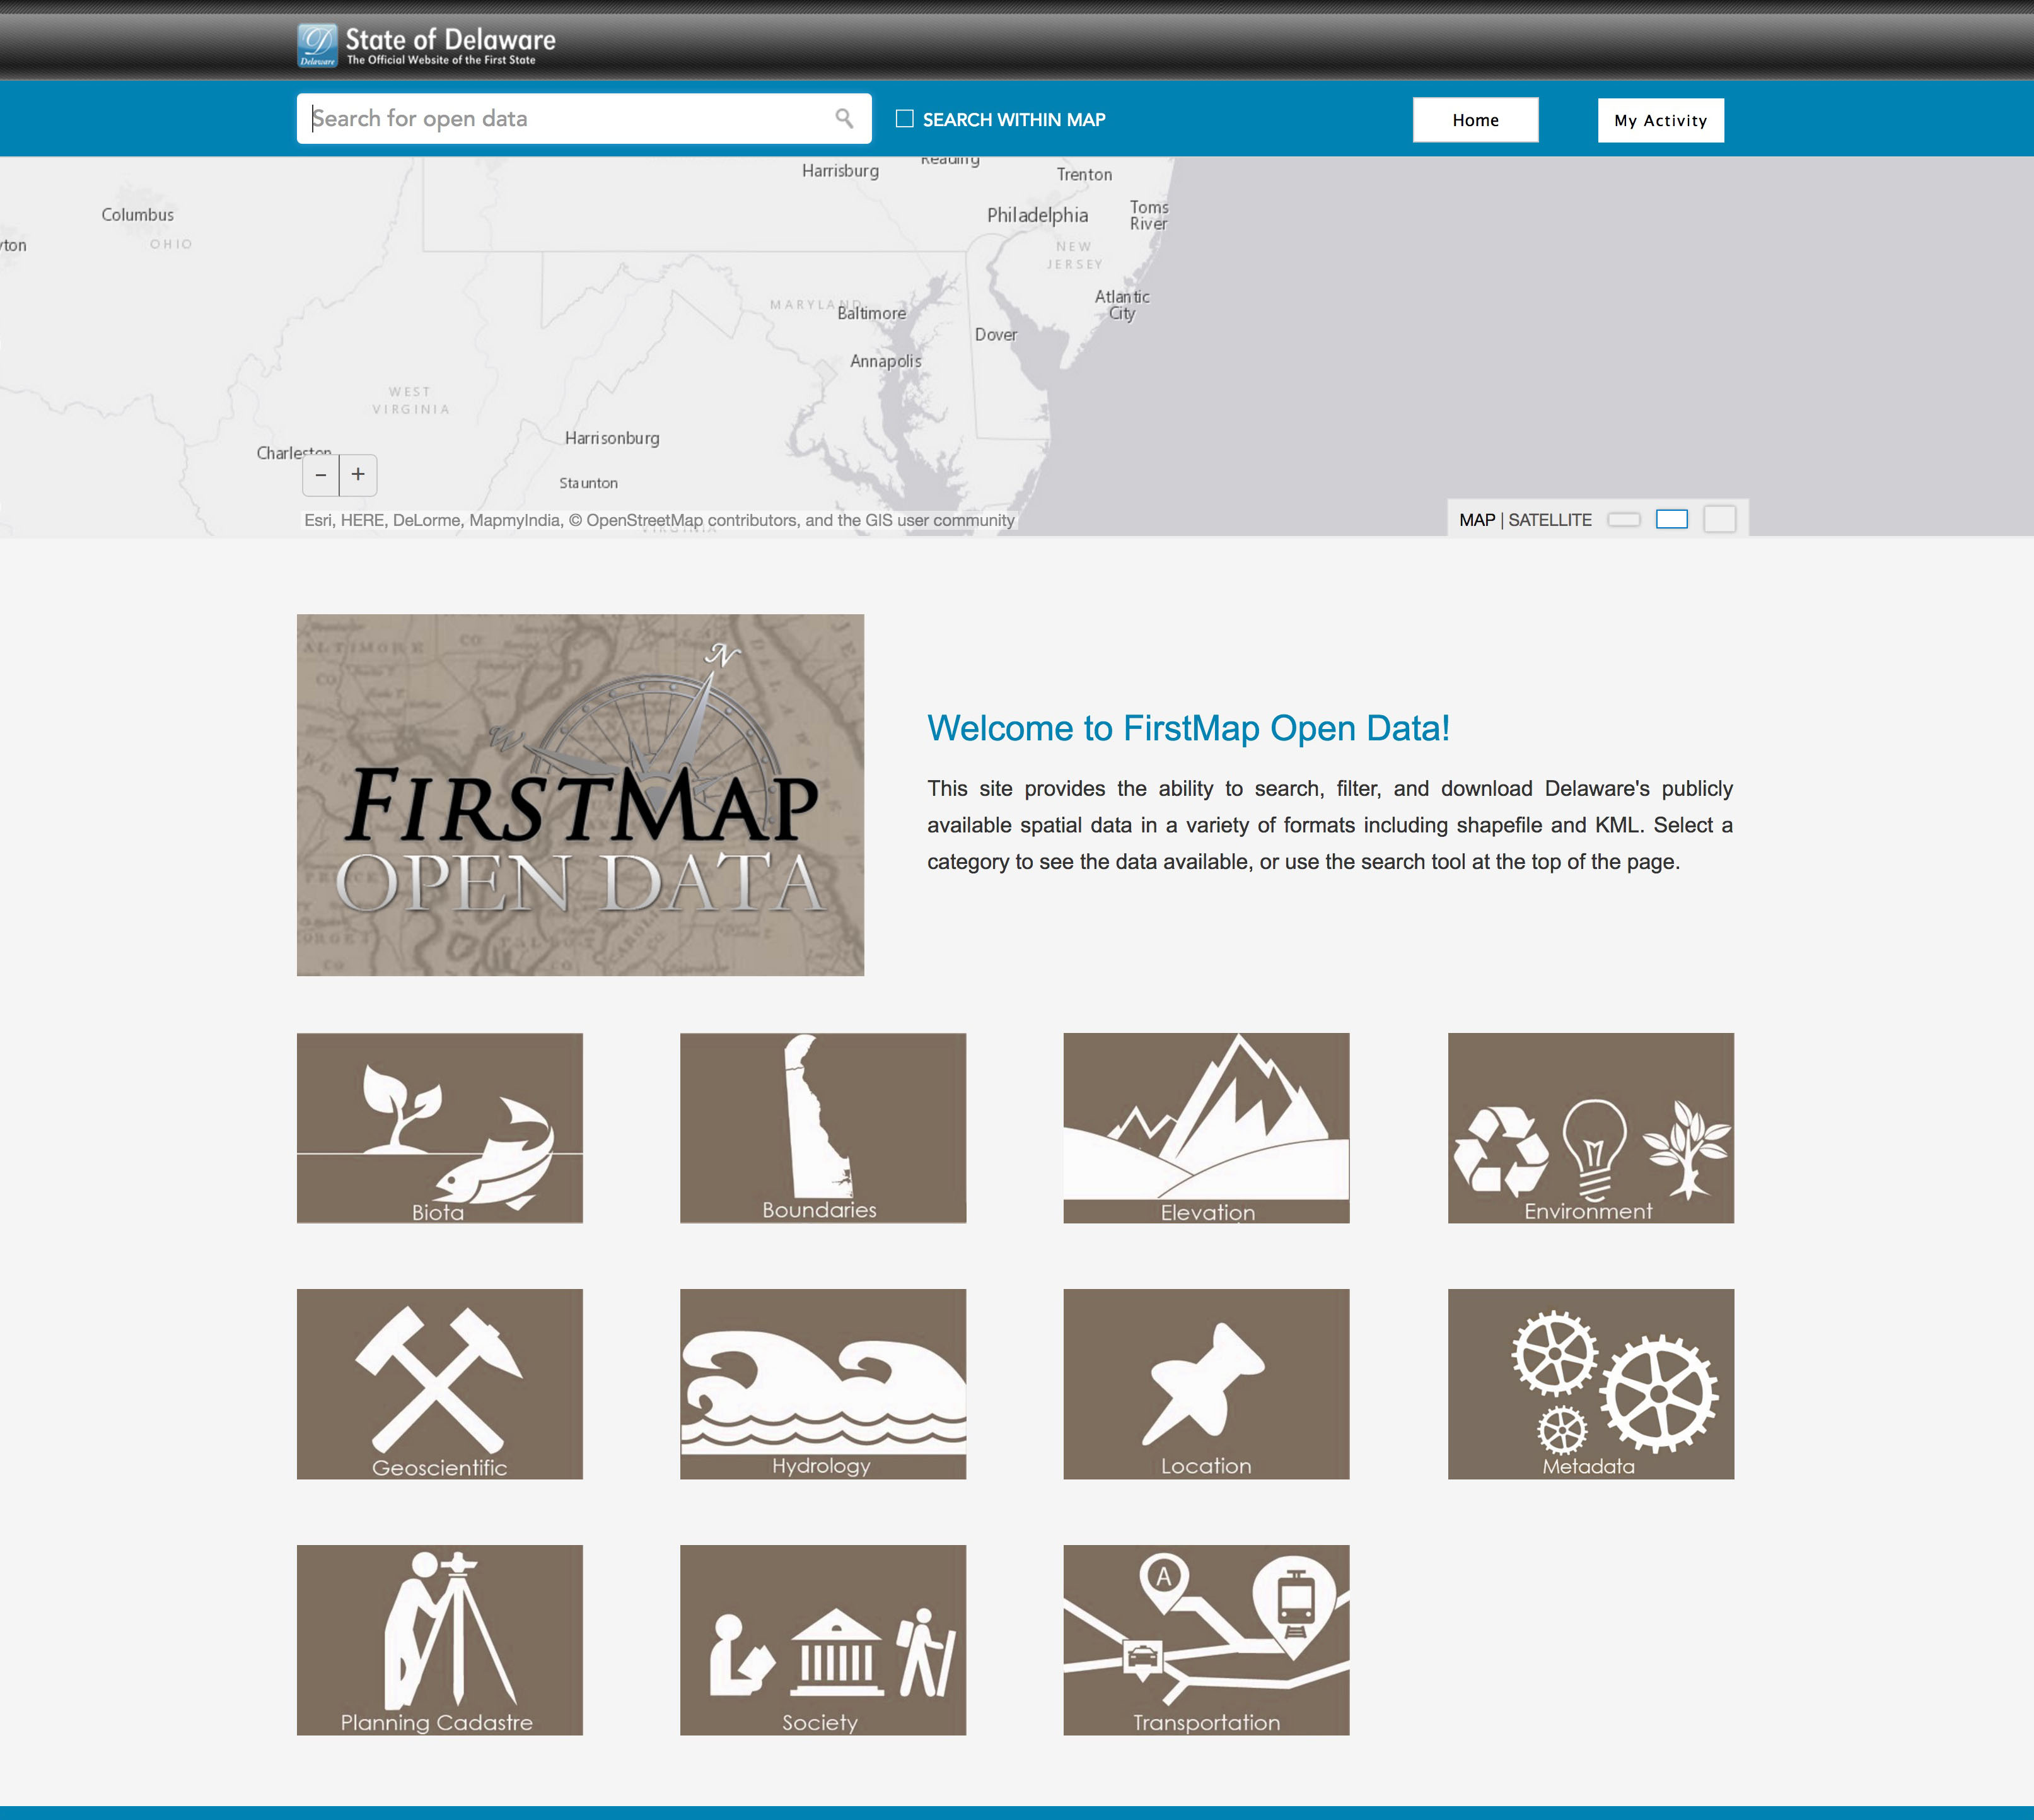 State of Delaware
Delaware
The Official Website of the First State
Search for open data
SEARCH WITHIN MAP
Home
My Activity
Harrisburg
Reading
Trenton
Columbus
Philadelphia
Toms
River
OHIO
yton
NEW
JERSEY
MARYLAND
Baltimore
Atlantic
City
Dover
Annapolis
WEST
VIRGINIA
Harrisonburg
Charleston
− +
Staunton
Esri, HERE, DeLorme, MapmyIndia, © OpenStreetMap contributors, and the GIS user community
VIRGINIA
MAP | SATELLITE
N
W
FIRSTMAP
OPEN DATA
Welcome to FirstMap Open Data!
This site provides the ability to search, filter, and download Delaware's publicly
available spatial data in a variety of formats including shapefile and KML. Select a
category to see the data available, or use the search tool at the top of the page.
Biota
Boundaries
Elevation
Environment
Geoscientific
Hydrology
Location
Metadata
A
Planning Cadastre
Society
Transportation